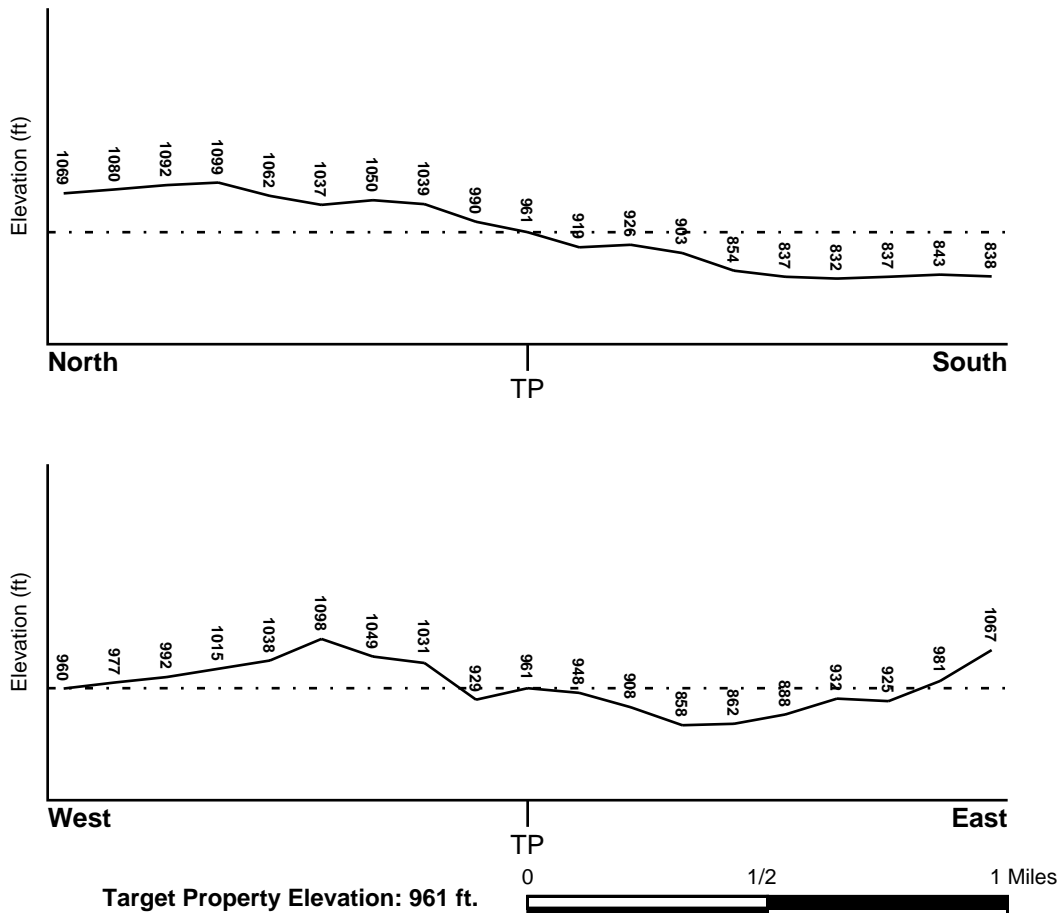 Elevation (ft)
1069 1080 1092 1099 1062 1037 1050 1039 990 961 919 926 903 854 837 832 837 843 838
North South
TP
Elevation (ft)
960 977 992 1015 1038 1098 1049 1031 929 961 948 908 858 862 888 932 925 981 1067
West East
TP
0 1/2 1 Miles
Target Property Elevation: 961 ft.